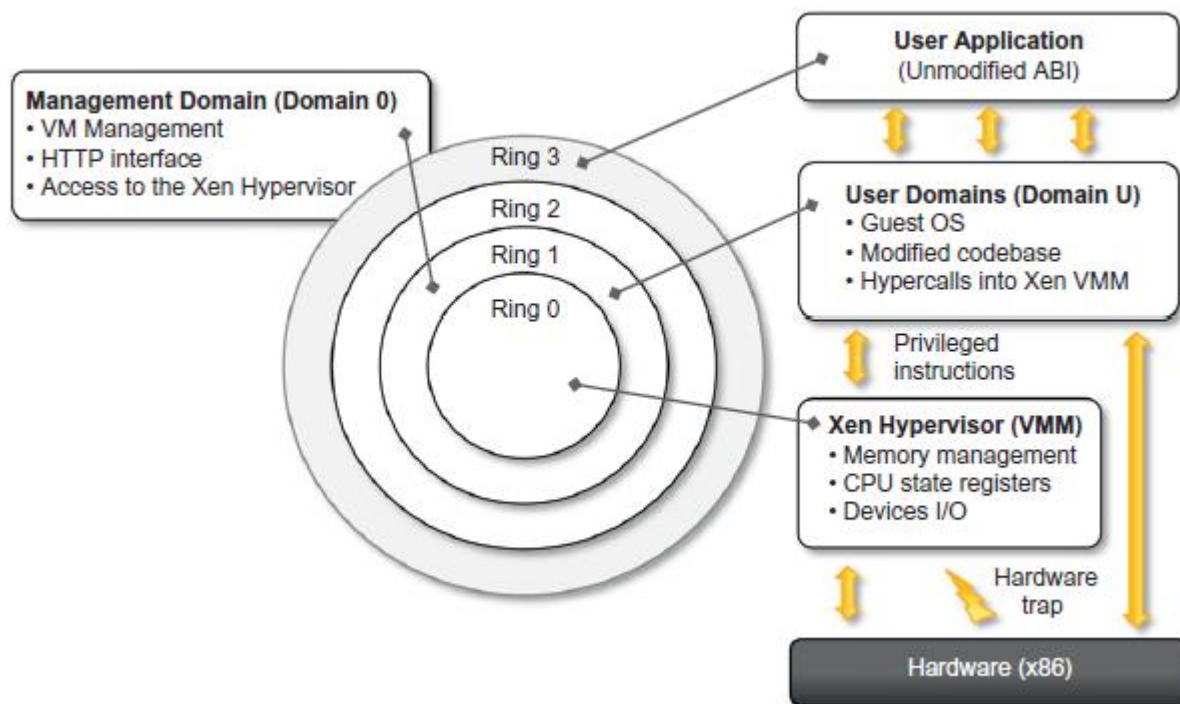 User Application
(Unmodified ABI)
Management Domain (Domain 0)
• VM Management
• HTTP interface
• Access to the Xen Hypervisor
Ring 3
Ring 2
Ring 1
Ring 0
User Domains (Domain U)
• Guest OS
• Modified codebase
• Hypercalls into Xen VMM
Privileged
instructions
Xen Hypervisor (VMM)
• Memory management
• CPU state registers
• Devices I/O
Hardware
trap
Hardware (x86)